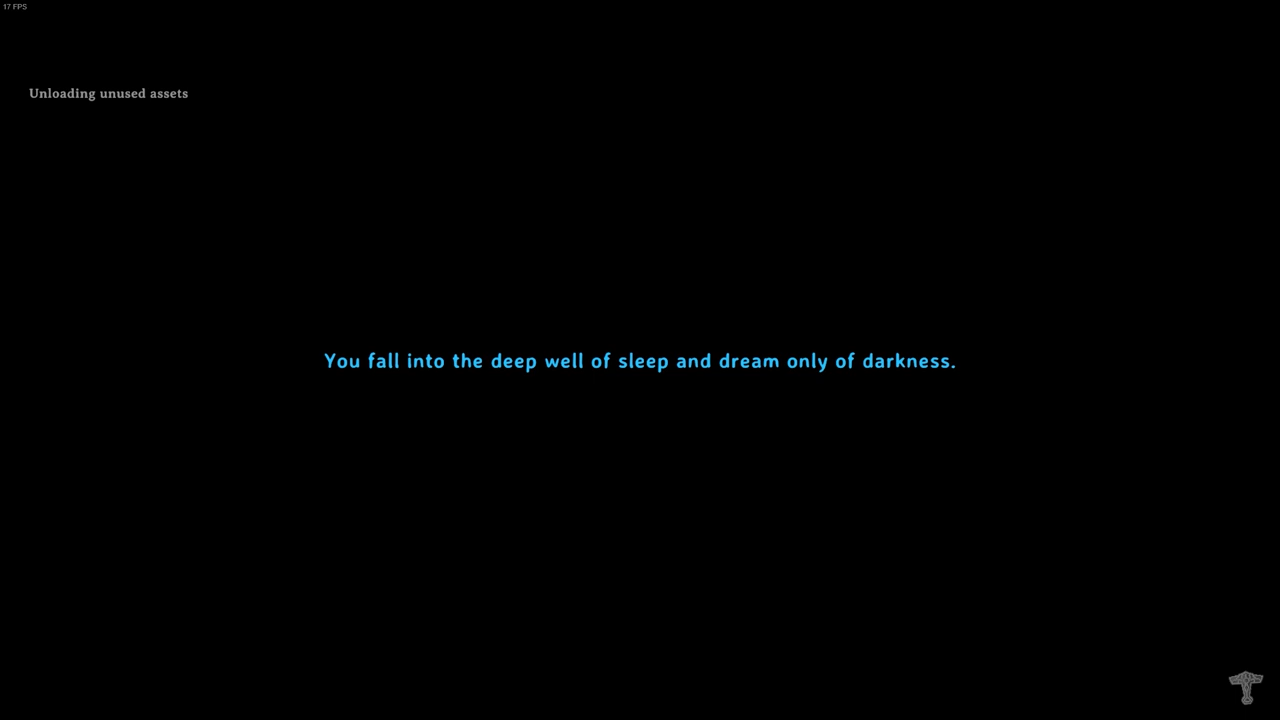 17 FPS
Unloading unused assets
You fall into the deep well of sleep and dream only of darkness.